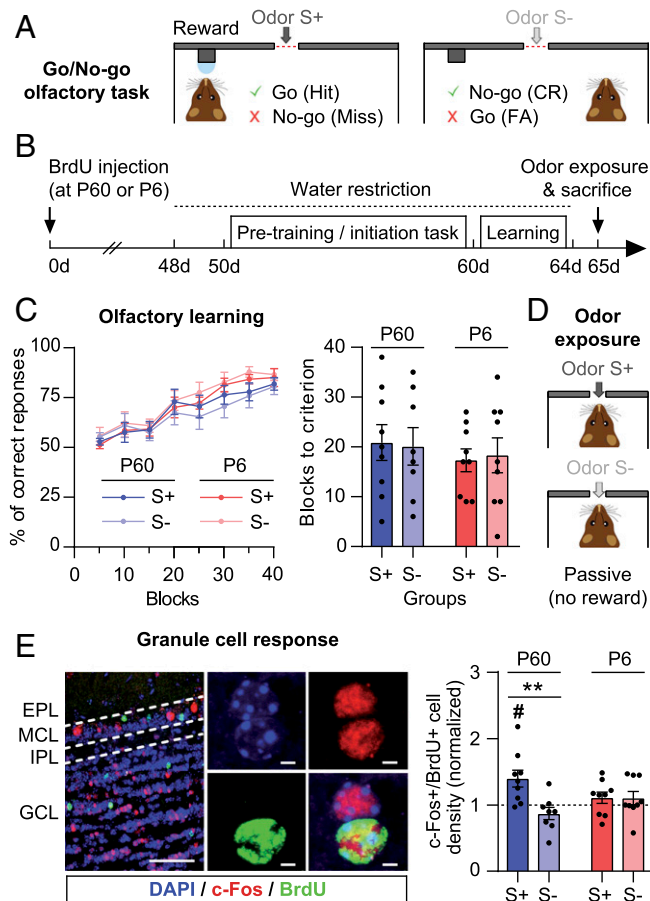 A
Go/No-go
olfactory task
Reward
Odor S+
✓ Go (Hit)
X No-go (Miss)
Odor S-
✓ No-go (CR)
X Go (FA)
B
BrdU injection
(at P60 or P6)
Water restriction
Odor exposure
& sacrifice
Pre-training / initiation task
Learning
0d
48d
50d
60d
64d
65d
C
Olfactory learning
% of correct reponses
100
75
50
25
0
P60
P6
S+
S+
S-
S-
0
10
20
30
40
Blocks
Blocks to criterion
40
30
20
10
0
P60
P6
S+
S-
S+
S-
Groups
D
Odor
exposure
Odor S+
Odor S-
Passive
(no reward)
E
Granule cell response
EPL
MCL
IPL
GCL
DAPI / c-Fos / BrdU
c-Fos+/BrdU+ cell
density (normalized)
3
2
1
0
P60
P6
**
#
S+
S-
S+
S-